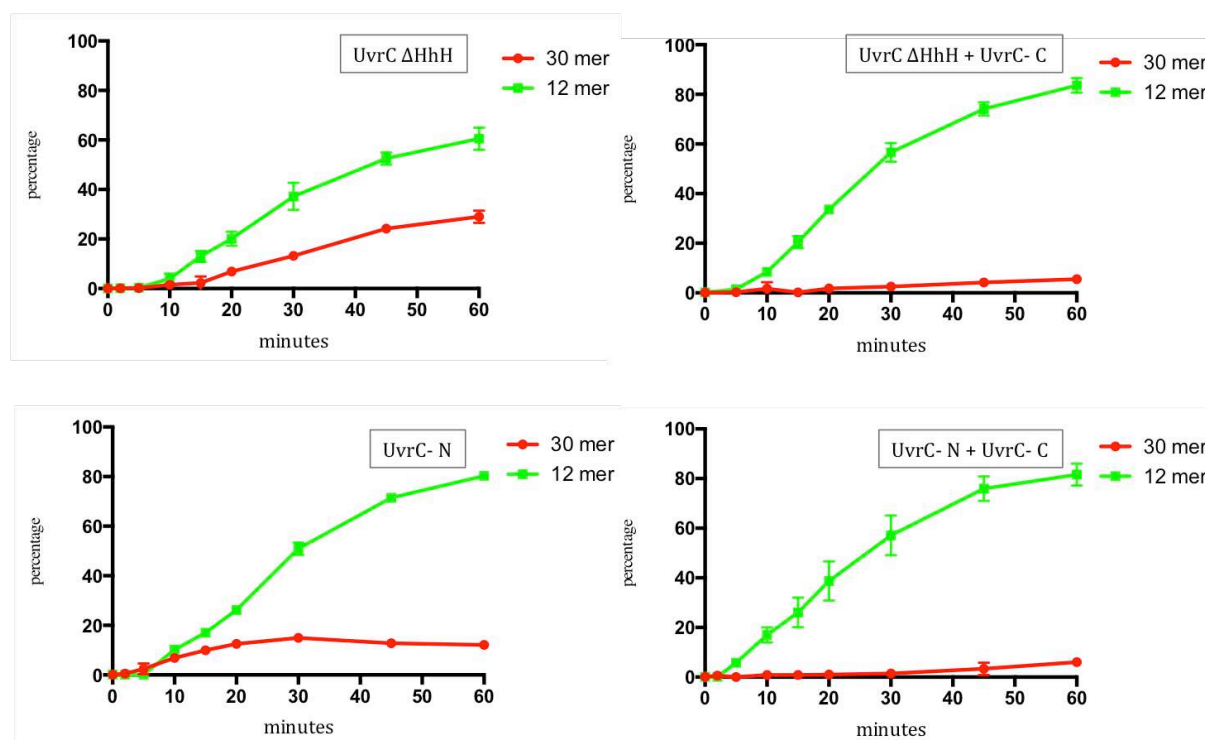 UvrC ΔHhH
30 mer
12 mer
percentage
100
80
60
40
20
0
0 10 20 30 40 50 60
minutes
UvrC ΔHhH + UvrC- C
30 mer
12 mer
percentage
100
80
60
40
20
0
0 10 20 30 40 50 60
minutes
UvrC- N
30 mer
12 mer
percentage
100
80
60
40
20
0
0 10 20 30 40 50 60
minutes
UvrC- N + UvrC- C
30 mer
12 mer
percentage
100
80
60
40
20
0
0 10 20 30 40 50 60
minutes